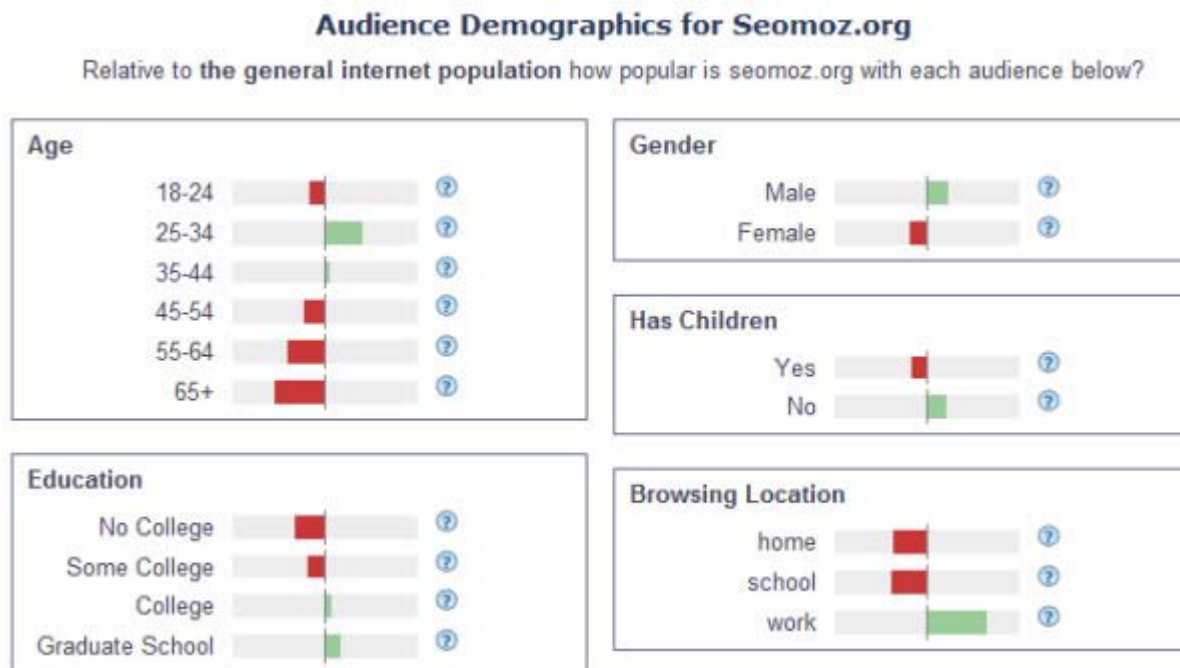 Audience Demographics for Seomoz.org
Relative to the general internet population how popular is seomoz.org with each audience below?
Age
18-24 ?
25-34 ?
35-44 ?
45-54 ?
55-64 ?
65+ ?
Education
No College ?
Some College ?
College ?
Graduate School ?
Gender
Male ?
Female ?
Has Children
Yes ?
No ?
Browsing Location
home ?
school ?
work ?